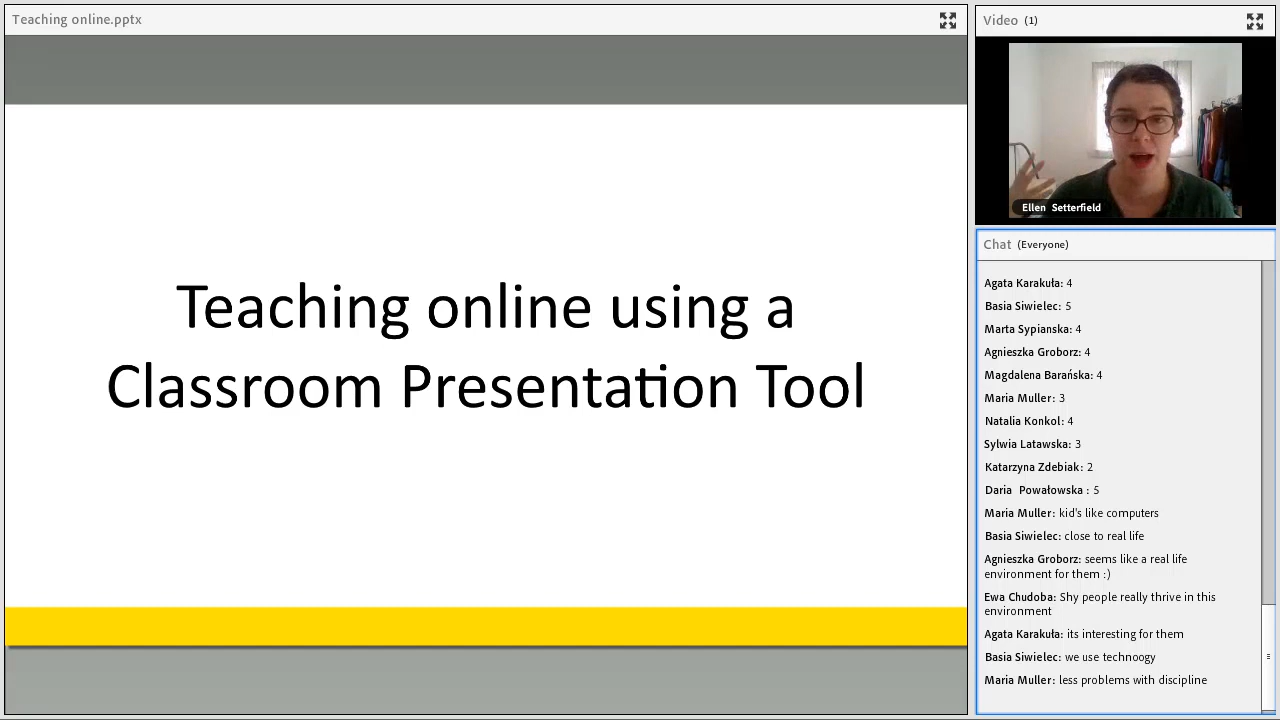 Teaching online.pptx
Teaching online using a
Classroom Presentation Tool
Video (1)
Ellen Setterfield
Chat (Everyone)
Agata Karakuła: 4
Basia Siwielec: 5
Marta Sypianska: 4
Agnieszka Groborz: 4
Magdalena Barańska: 4
Maria Muller: 3
Natalia Konkol: 4
Sylwia Latawska: 3
Katarzyna Zdebiak: 2
Daria Powałowska : 5
Maria Muller: kid's like computers
Basia Siwielec: close to real life
Agnieszka Groborz: seems like a real life
environment for them :)
Ewa Chudoba: Shy people really thrive in this
environment
Agata Karakuła: its interesting for them
Basia Siwielec: we use technoogy
Maria Muller: less problems with discipline